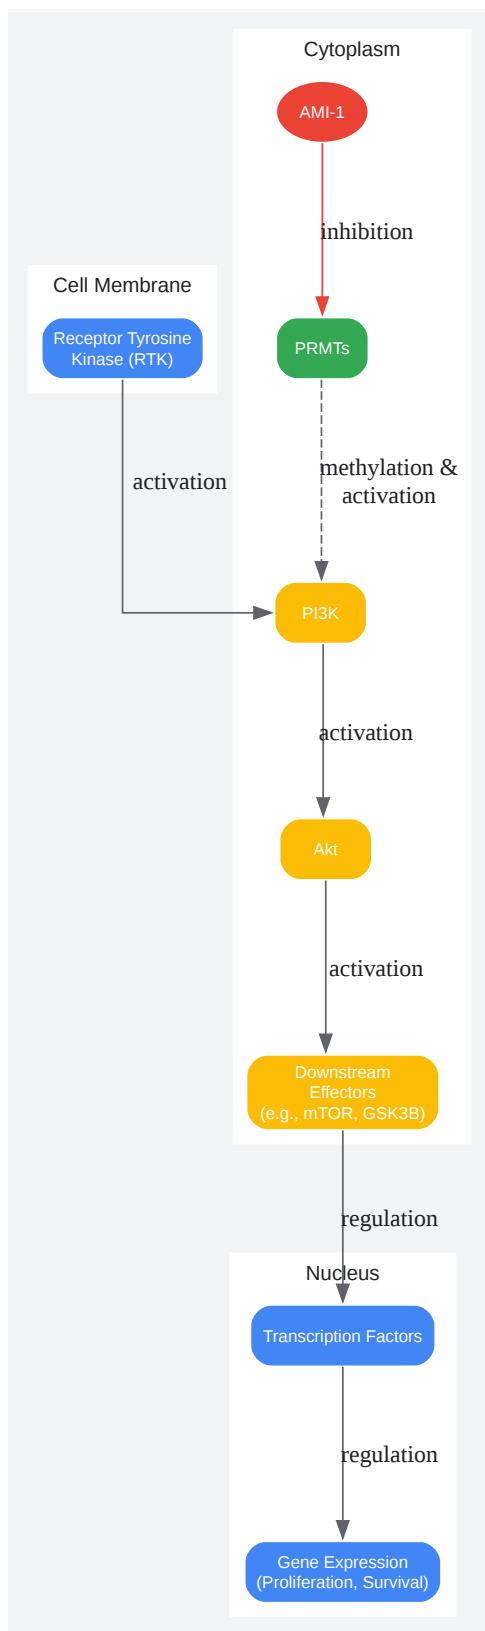 Cytoplasm
AMI-1
inhibition
Cell Membrane
Receptor Tyrosine
Kinase (RTK)
PRMTs
activation
methylation &
activation
PI3K
activation
Akt
activation
Downstream
Effectors
(e.g., mTOR, GSK3B)
regulation
Nucleus
Transcription Factors
regulation
Gene Expression
(Proliferation, Survival)